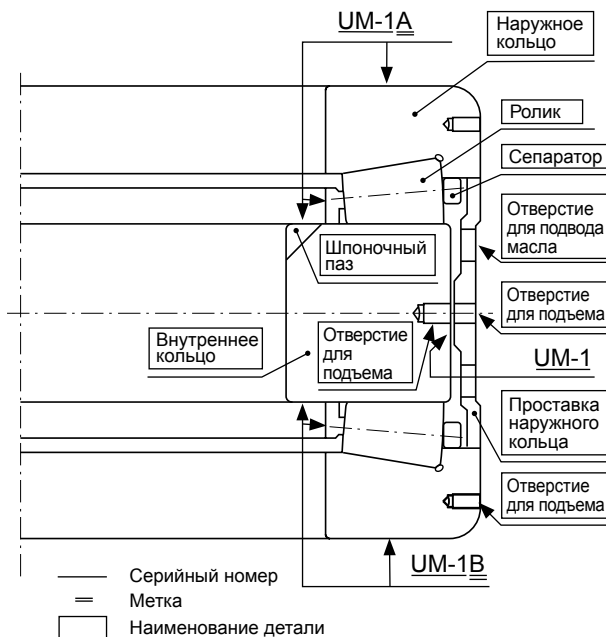 UM-1A
Наружное
кольцо
Ролик
Сепаратор
Отверстие
для подвода
масла
Шпоночный
паз
Отверстие
для подъема
Внутреннее
кольцо
Отверстие
для
подъема
UM-1
Проставка
наружного
кольца
Отверстие
для подъема
UM-1B
Серийный номер
Метка
Наименование детали